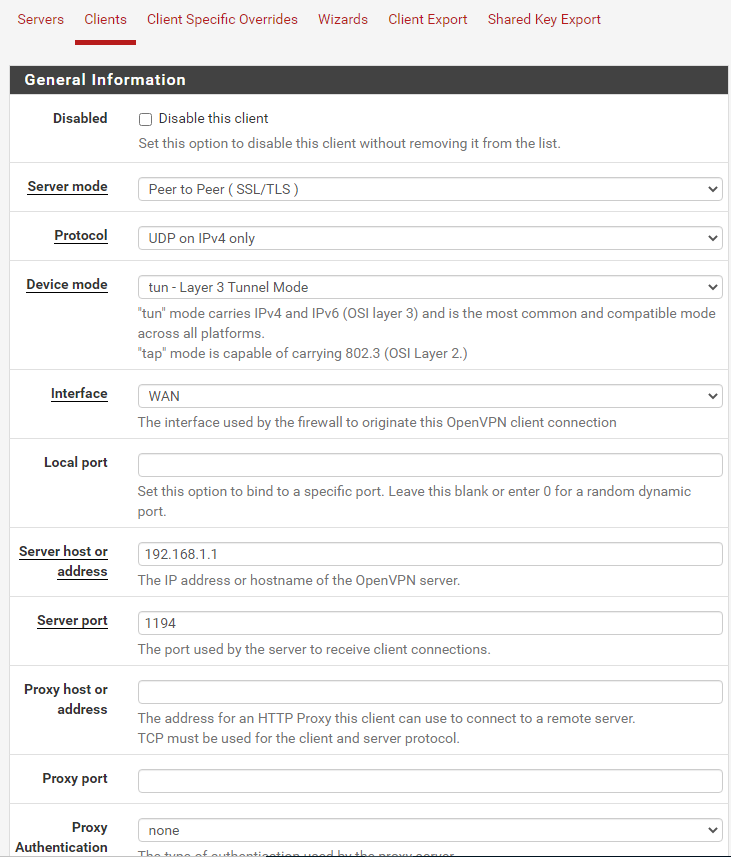 Servers Clients Client Specific Overrides Wizards Client Export Shared Key Export
General Information
Disabled
Disable this client
Set this option to disable this client without removing it from the list.
Server mode
Peer to Peer ( SSL/TLS )
Protocol
UDP on IPv4 only
Device mode
tun - Layer 3 Tunnel Mode
"tun" mode carries IPv4 and IPv6 (OSI layer 3) and is the most common and compatible mode
across all platforms.
"tap" mode is capable of carrying 802.3 (OSI Layer 2.)
Interface
WAN
The interface used by the firewall to originate this OpenVPN client connection
Local port
Set this option to bind to a specific port. Leave this blank or enter 0 for a random dynamic
port.
Server host or
address
192.168.1.1
The IP address or hostname of the OpenVPN server.
Server port
1194
The port used by the server to receive client connections.
Proxy host or
address
The address for an HTTP Proxy this client can use to connect to a remote server.
TCP must be used for the client and server protocol.
Proxy port
Proxy
Authentication
none
The type of authentication used by the proxy server.